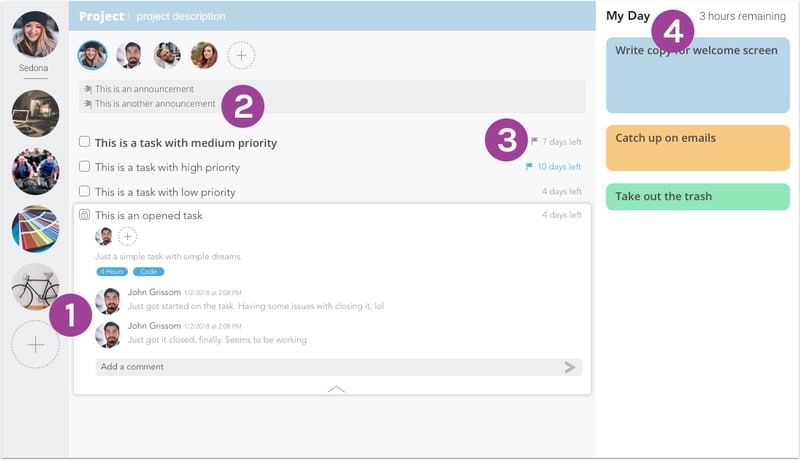 Sedona
1
Project | project description
This is an announcement
This is another announcement
2
This is a task with medium priority
3
7 days left
This is a task with high priority
10 days left
This is a task with low priority
4 days left
This is an opened task
4 days left
Just a simple task with simple dreams.
4 Hours Code
John Grissom 1/2/2018 at 2:08 PM
Just got started on the task. Having some issues with closing it, lol
John Grissom 1/2/2018 at 2:08 PM
Just got it closed, finally. Seems to be working
Add a comment
My Day
4
3 hours remaining
Write copy for welcome screen
Catch up on emails
Take out the trash